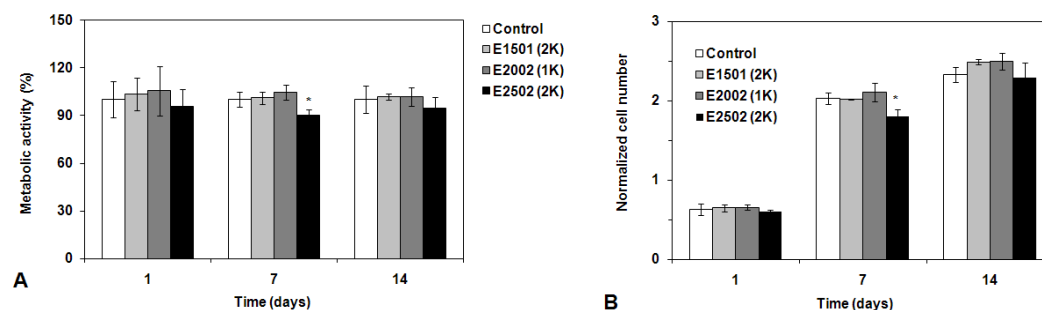 150
120
90
60
30
0
Metabolic activity (%)
*
1
7
14
Time (days)
A
Control
E1501 (2K)
E2002 (1K)
E2502 (2K)
3
2
1
0
Normalized cell number
Control
E1501 (2K)
E2002 (1K)
E2502 (2K)
*
1
7
14
Time (days)
B